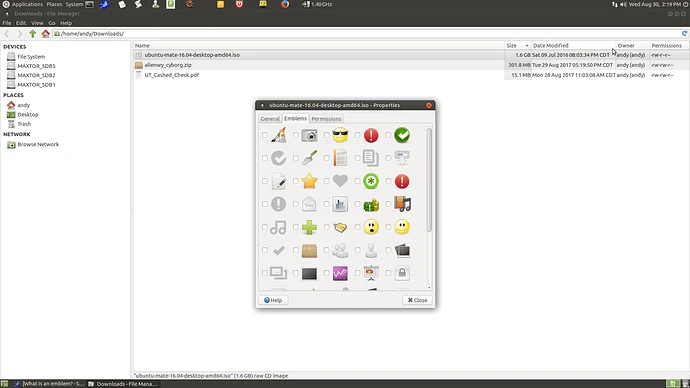 Applications Places System 1.40GHz Wed Aug 30, 2:19 PM
Downloads - File Manager
File Edit View Go Help
/home/andy/Downloads/
DEVICES
File System
MAXTOR_SDB5
MAXTOR_SDB2
MAXTOR_SDB1
PLACES
andy
Desktop
Trash
NETWORK
Browse Network
Name Size Date Modified Owner Permissions
ubuntu-mate-16.04-desktop-amd64.iso 1.6 GB Sat 09 Jul 2016 08:03:34 PM CDT andy (andy) -rw-r--r--
alienwy_cyborg.zip 301.8 MB Tue 29 Aug 2017 05:19:50 PM CDT andy (andy) -rw-rw-r--
UT_Cashed_Check.pdf 15.1 MB Mon 28 Aug 2017 11:03:08 AM CDT andy (andy) -rw-rw-r--
ubuntu-mate-16.04-desktop-amd64.iso - Properties
General Emblems Permissions
Help Close
"ubuntu-mate-16.04-desktop-amd64.iso" (1.6 GB) raw CD image
[What is an emblem? - S... Downloads - File Mana...